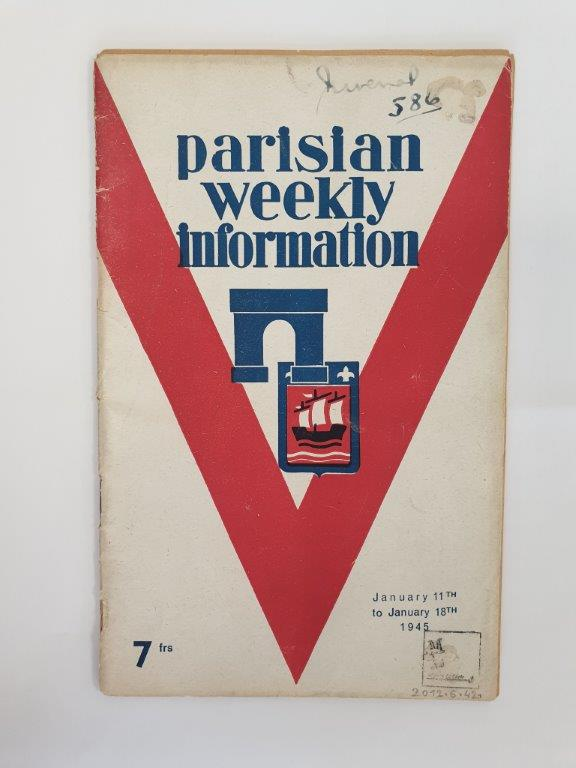 586
parisian
weekly
information
January 11TH
to January 18TH
1945
7 frs
2012.6.42.